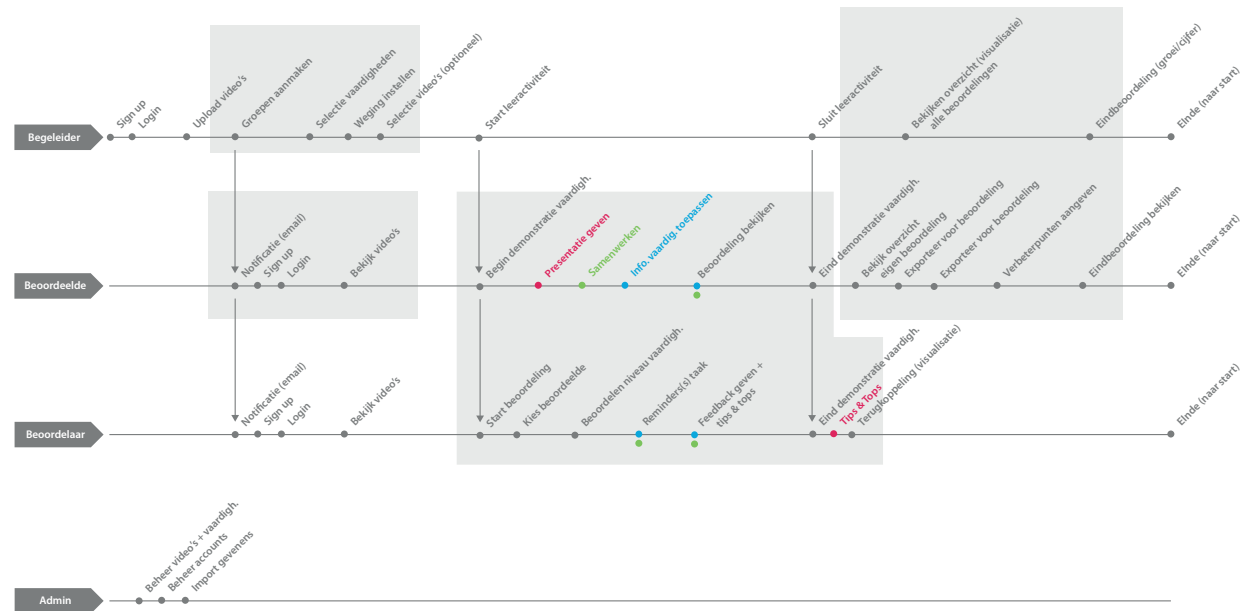 Begeleider
Sign up
Login
Upload video's
Groepen aanmaken
Selectie vaardigheden
Weging instellen
Selectie video's (optioneel)
Start leeractiviteit
Sluit leeractiviteit
Bekijken overzicht (visualisatie)
alle beoordelingen
Eindbeoordeling (groei/cijfer)
EInde (naar start)
Beoordeelde
Notificatie (email)
Sign up
Login
Bekijk video's
Begin demonstratie vaardigh.
Presentatie geven
Samenwerken
Info. vaardig. toepassen
Beoordeling bekijken
Eind demonstratie vaardigh.
Bekijk overzicht
eigen beoordeling
Exporteer voor beoordeling
Exporteer voor beoordeling
Verbeterpunten aangeven
Eindbeoordeling bekijken
EInde (naar start)
Beoordelaar
Notificatie (email)
Sign up
Login
Bekijk video's
Start beoordeling
Kies beoordeelde
Beoordelen niveau vaardigh.
Reminders(s) taak
Feedback geven +
tips & tops
Eind demonstratie vaardigh.
Tips & Tops
Terugkoppeling (visualisatie)
EInde (naar start)
Admin
Beheer video's + vaardigh.
Beheer accounts
Import gevenens